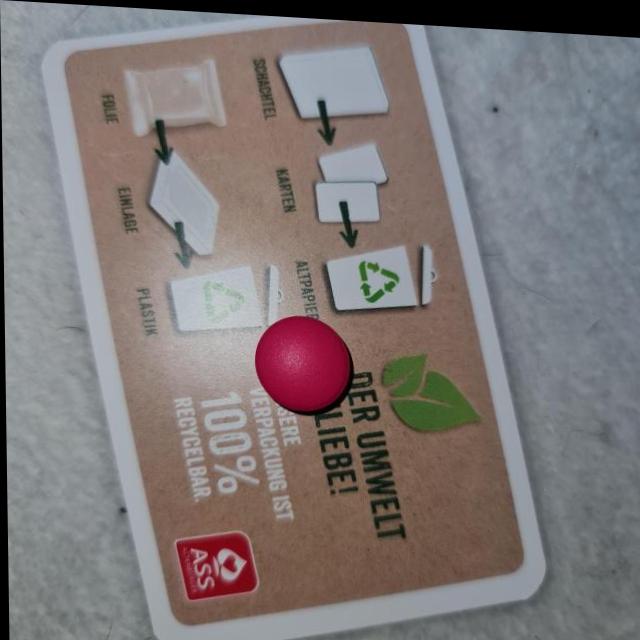 DER UMWELT
LIEBE!
VERPACKUNG IST
100%
RECYCELBAR.
SCHACHTEL
KARTEN
ALTPAPIER
FOLIE
EINLAGE
PLASTIK
ASS